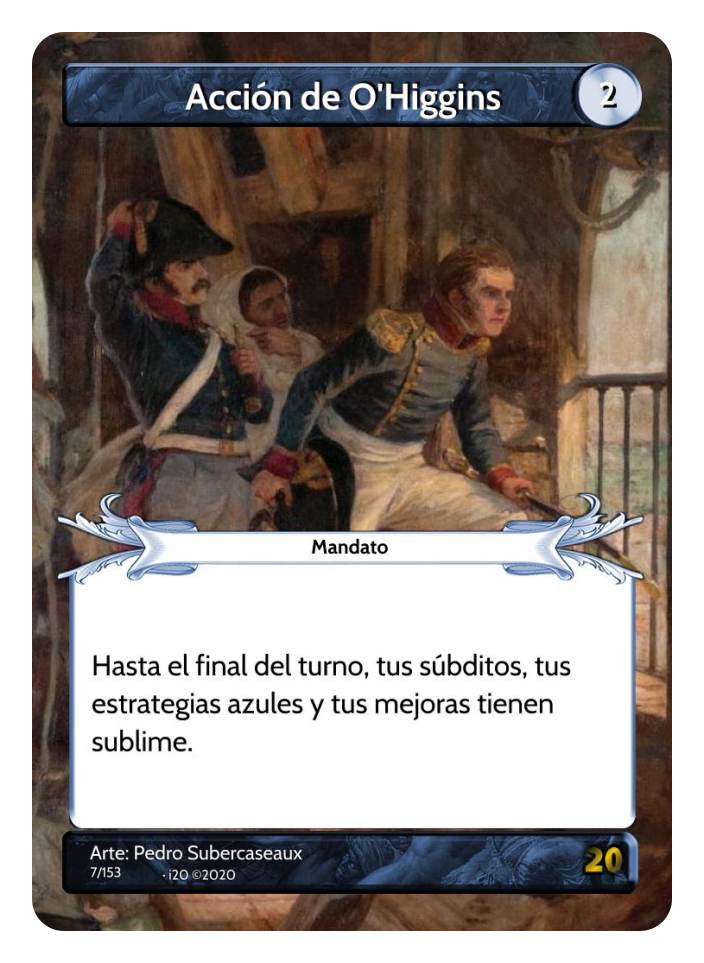 Acción de O'Higgins
2
Mandato
Hasta el final del turno, tus súbditos, tus
estrategias azules y tus mejoras tienen
sublime.
Arte: Pedro Subercaseaux
7/153 · i20 ©2020
20